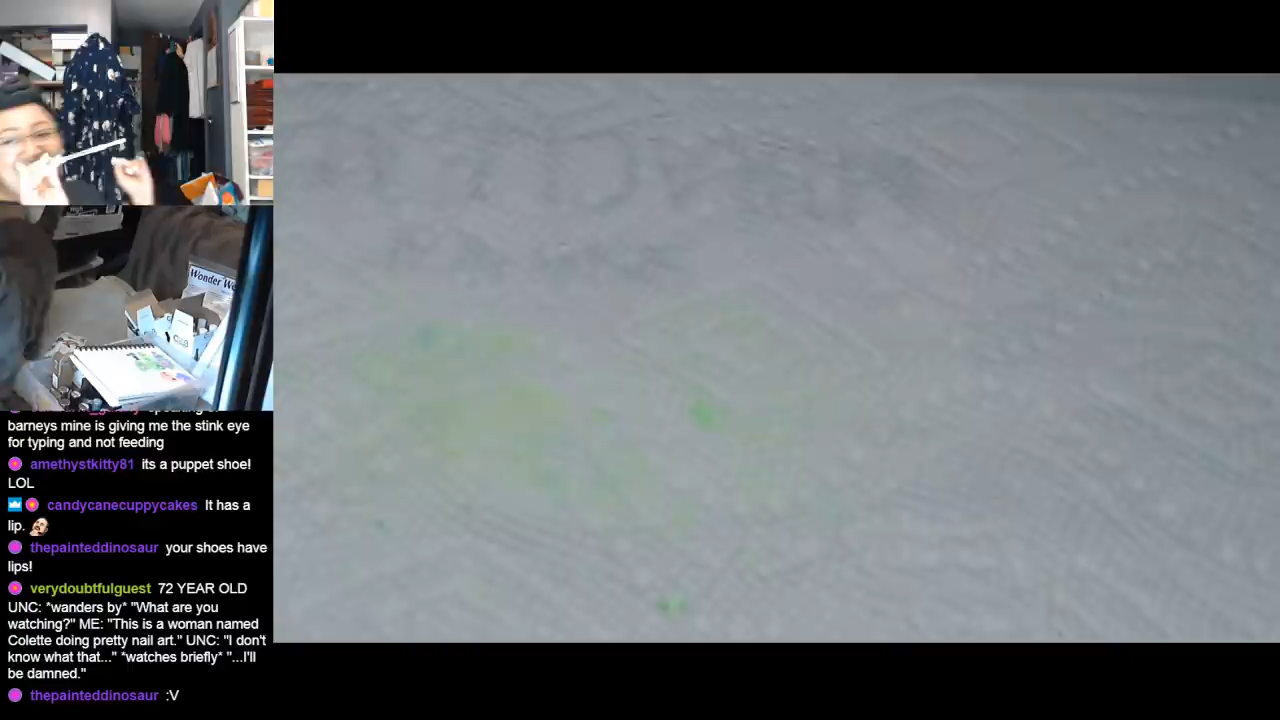 Wonder We
barneys mine is giving me the stink eye
for typing and not feeding
amethystkitty81 its a puppet shoe!
LOL
candycanecuppycakes It has a
lip.
thepainteddinosaur your shoes have
lips!
verydoubtfulguest 72 YEAR OLD
UNC: *wanders by* "What are you
watching?" ME: "This is a woman named
Colette doing pretty nail art." UNC: "I don't
know what that..." *watches briefly* "...I'll
be damned."
thepainteddinosaur :V